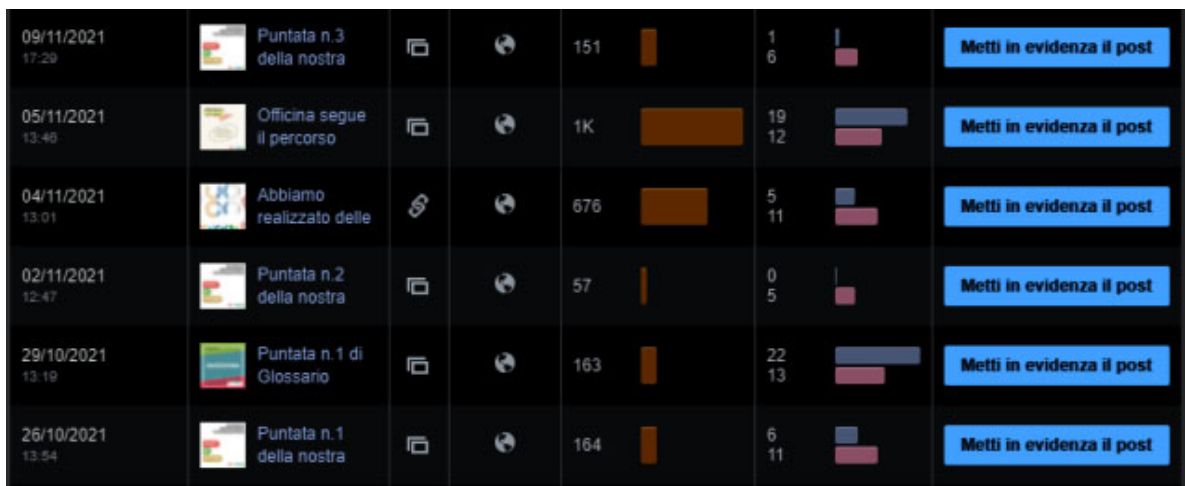 09/11/2021
17:29
Puntata n.3
della nostra
151
1
6
Metti in evidenza il post
05/11/2021
13:46
Officina segue
il percorso
1K
19
12
Metti in evidenza il post
04/11/2021
13:01
Abbiamo
realizzato delle
676
5
11
Metti in evidenza il post
02/11/2021
12:47
Puntata n.2
della nostra
57
0
5
Metti in evidenza il post
29/10/2021
13:19
Puntata n.1 di
Glossario
163
22
13
Metti in evidenza il post
26/10/2021
13:54
Puntata n.1
della nostra
164
6
11
Metti in evidenza il post